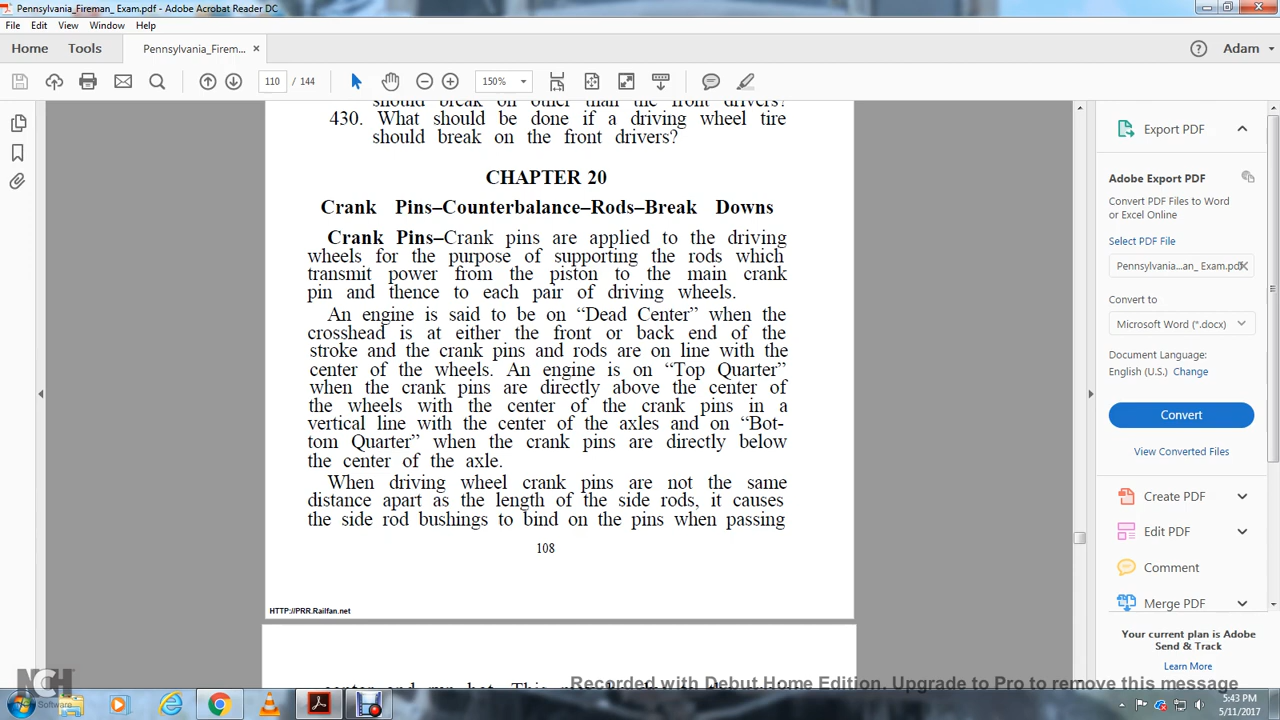 Pennsylvania_Fireman_ Exam.pdf - Adobe Acrobat Reader DC
File Edit View Window Help
Home Tools Pennsylvania_Firem... × Adam
110 / 144 150%
should break on other than the front drivers?
430. What should be done if a driving wheel tire
should break on the front drivers?
CHAPTER 20
Crank Pins–Counterbalance–Rods–Break Downs
Crank Pins–Crank pins are applied to the driving
wheels for the purpose of supporting the rods which
transmit power from the piston to the main crank
pin and thence to each pair of driving wheels.
An engine is said to be on “Dead Center” when the
crosshead is at either the front or back end of the
stroke and the crank pins and rods are on line with the
center of the wheels. An engine is on “Top Quarter”
when the crank pins are directly above the center of
the wheels with the center of the crank pins in a
vertical line with the center of the axles and on “Bot-
tom Quarter” when the crank pins are directly below
the center of the axle.
When driving wheel crank pins are not the same
distance apart as the length of the side rods, it causes
the side rod bushings to bind on the pins when passing
108
HTTP://PRR.Railfan.net
Export PDF
Adobe Export PDF
Convert PDF Files to Word
or Excel Online
Select PDF File
Pennsylvania...an_ Exam.pdf
Convert to
Microsoft Word (*.docx)
Document Language:
English (U.S.) Change
Convert
View Converted Files
Create PDF
Edit PDF
Comment
Merge PDF
Your current plan is Adobe
Send & Track
Learn More
Recorded with Debut Home Edition. Upgrade to Pro to remove this message
NCH Software
5:43 PM
5/11/2017